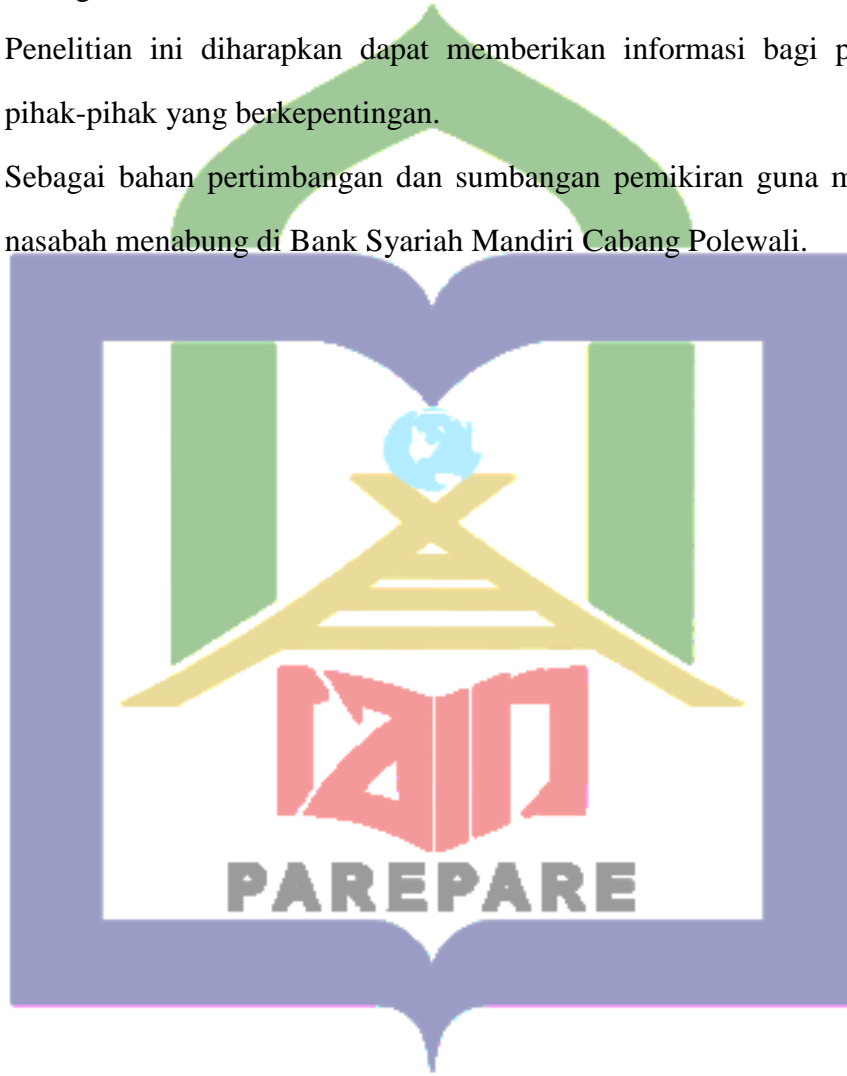 Penelitian ini diharapkan dapat memberikan informasi bagi
pihak-pihak yang berkepentingan.
Sebagai bahan pertimbangan dan sumbangan pemikiran guna
nasabah menabung di Bank Syariah Mandiri Cabang Polewali.
iain
PAREPARE